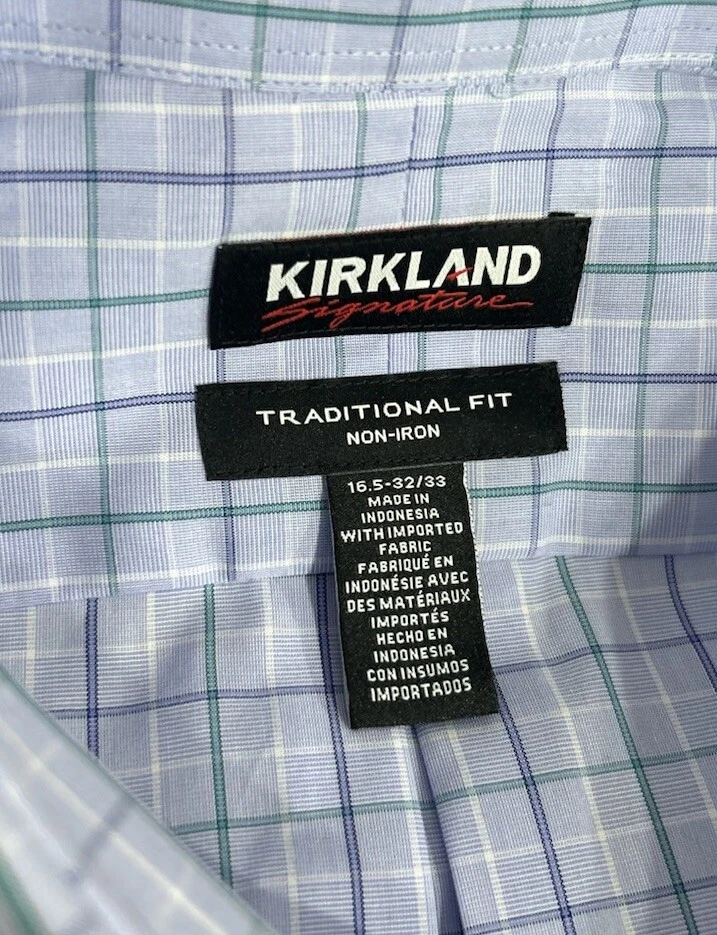 KIRKLAND
Signature
TRADITIONAL FIT
NON-IRON
16.5-32/33
MADE IN
INDONESIA
WITH IMPORTED
FABRIC
FABRIQUÉ EN
INDONÉSIE AVEC
DES MATÉRIAUX
IMPORTÉS
HECHO EN
INDONESIA
CON INSUMOS
IMPORTADOS